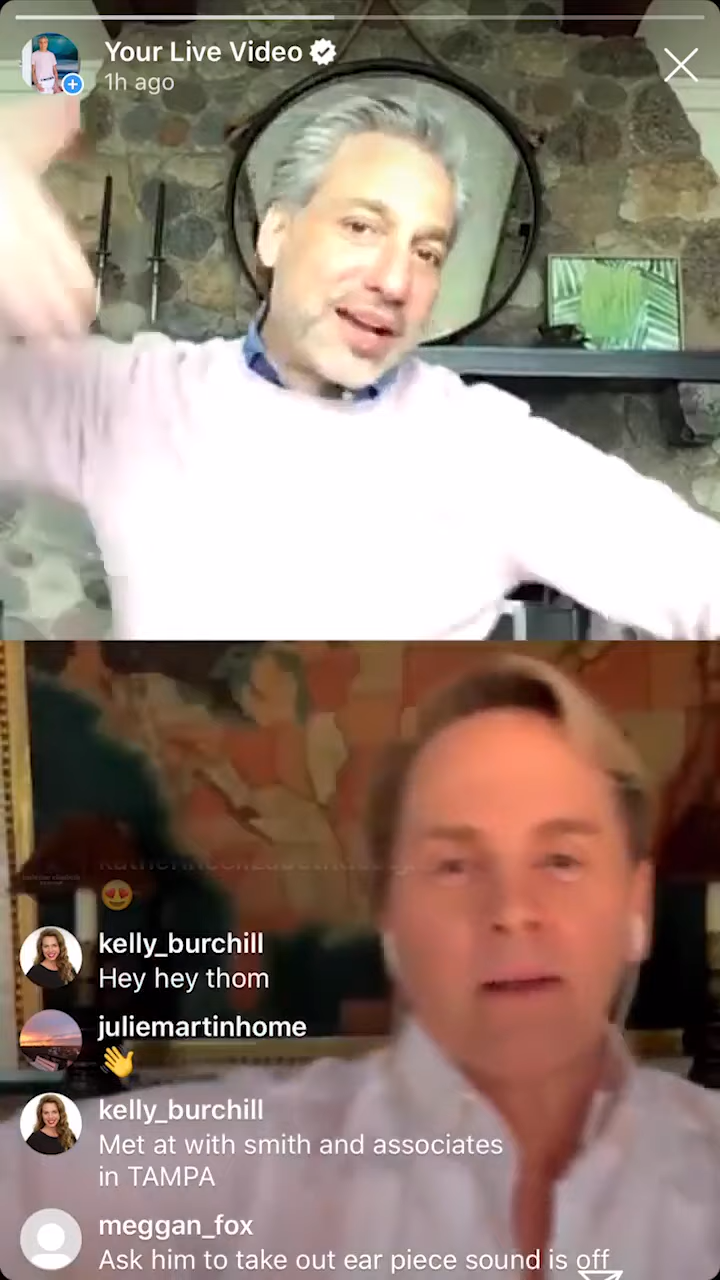 Your Live Video
1h ago
😍
kelly_burchill
Hey hey thom
juliemartinhome
👋
kelly_burchill
Met at with smith and associates
in TAMPA
meggan_fox
Ask him to take out ear piece sound is off